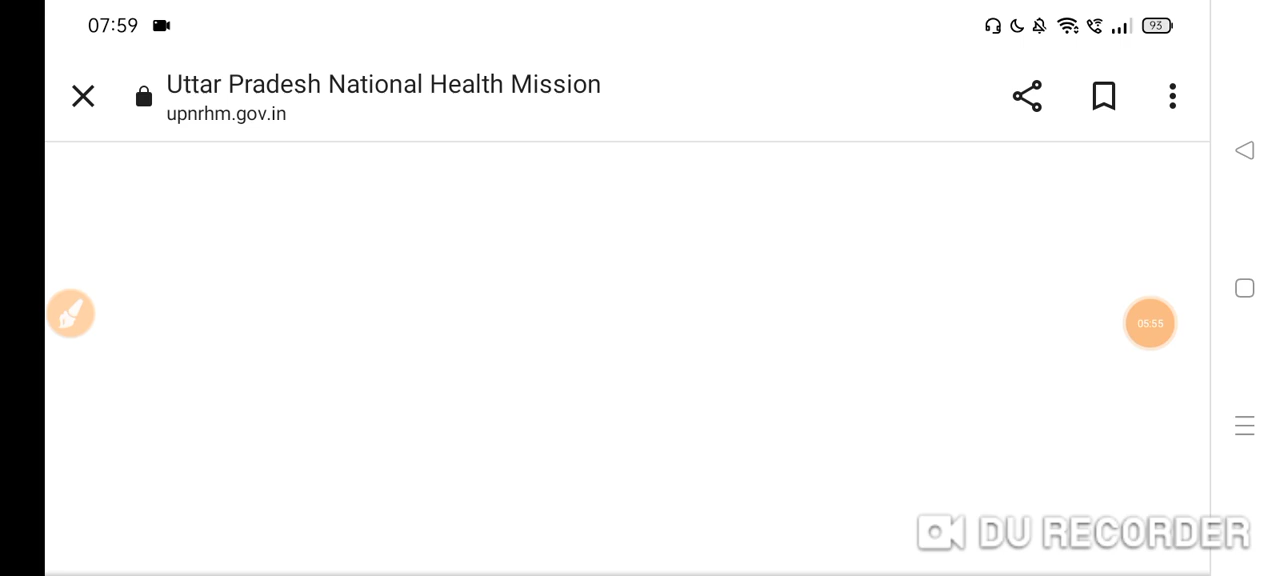 07:59
93
Uttar Pradesh National Health Mission
upnrhm.gov.in
05:55
DU RECORDER